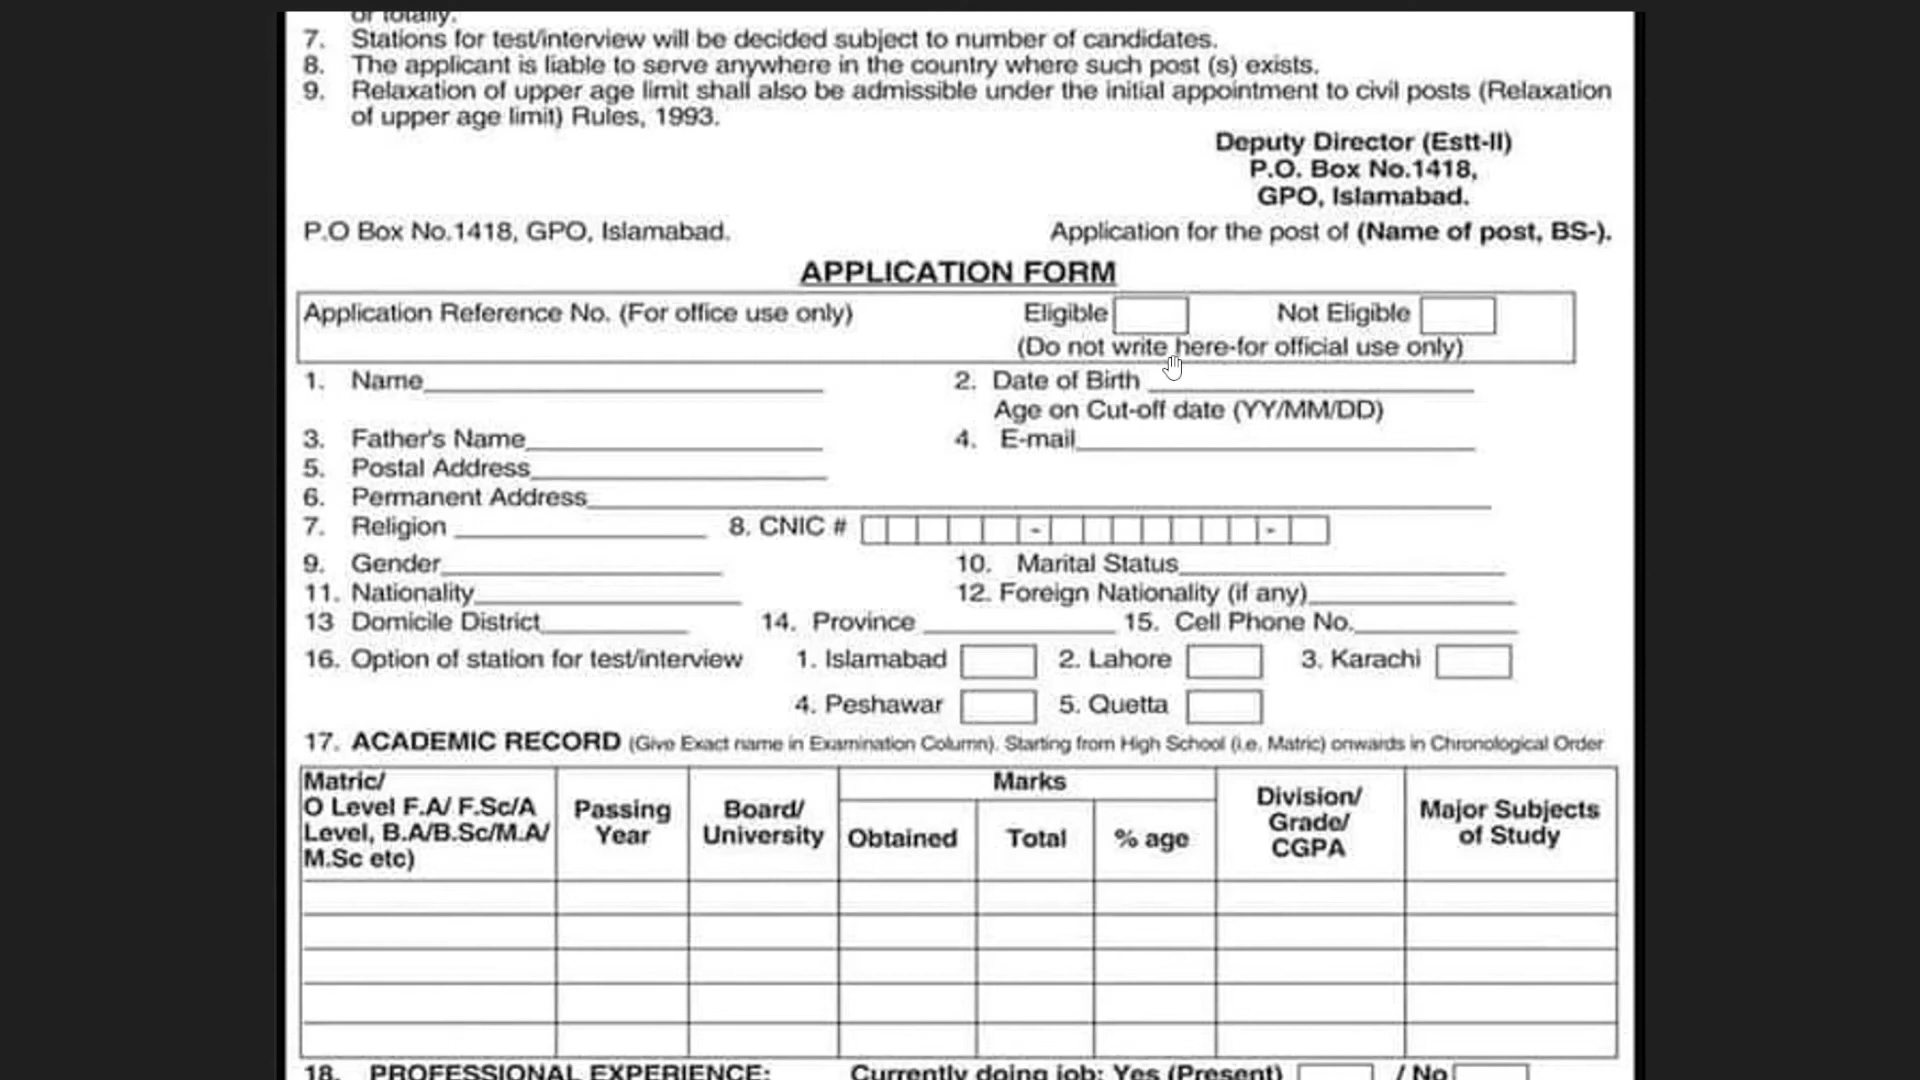 or totally.
7. Stations for test/interview will be decided subject to number of candidates.
8. The applicant is liable to serve anywhere in the country where such post (s) exists.
9. Relaxation of upper age limit shall also be admissible under the initial appointment to civil posts (Relaxation
of upper age limit) Rules, 1993.
Deputy Director (Estt-II)
P.O. Box No.1418,
GPO, Islamabad.
P.O Box No.1418, GPO, Islamabad. Application for the post of (Name of post, BS-).
APPLICATION FORM
Application Reference No. (For office use only) Eligible Not Eligible
(Do not write here-for official use only)
1. Name 2. Date of Birth
Age on Cut-off date (YY/MM/DD)
3. Father's Name 4. E-mail
5. Postal Address
6. Permanent Address
7. Religion 8. CNIC # - -
9. Gender 10. Marital Status
11. Nationality 12. Foreign Nationality (if any)
13 Domicile District 14. Province 15. Cell Phone No.
16. Option of station for test/interview 1. Islamabad 2. Lahore 3. Karachi
4. Peshawar 5. Quetta
17. ACADEMIC RECORD (Give Exact name in Examination Column). Starting from High School (i.e. Matric) onwards in Chronological Order
Matric/
O Level F.A/ F.Sc/A
Level, B.A/B.Sc/M.A/
M.Sc etc)
Passing
Year
Board/
University
Marks
Obtained Total % age
Division/
Grade/
CGPA
Major Subjects
of Study
18. PROFESSIONAL EXPERIENCE: Currently doing job: Yes (Present) / No